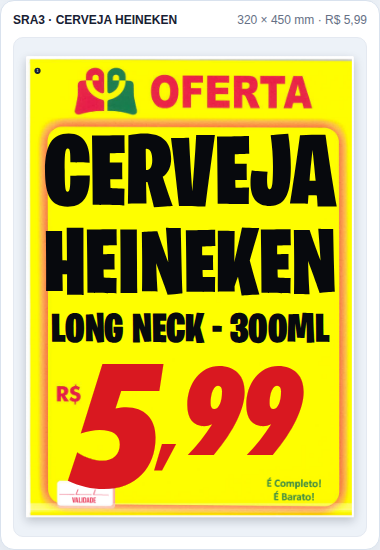 SRA3 · CERVEJA HEINEKEN
320 × 450 mm · R$ 5,99
OFERTA
CERVEJA
HEINEKEN
LONG NECK - 300ML
R$ 5,99
VALIDADE
É Completo!
É Barato!